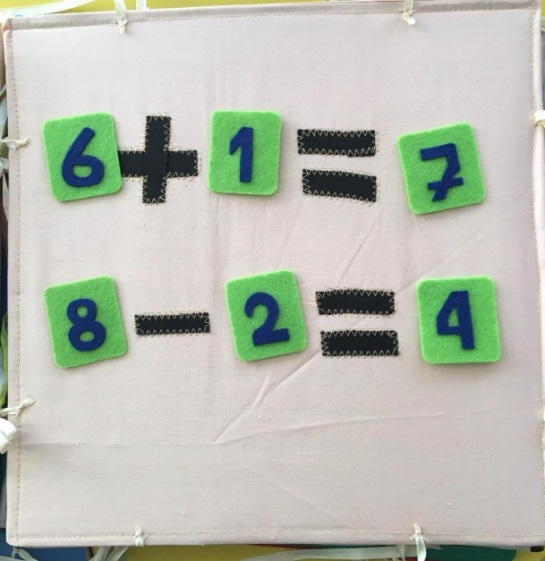 6 + 1 = 7
8 - 2 = 4